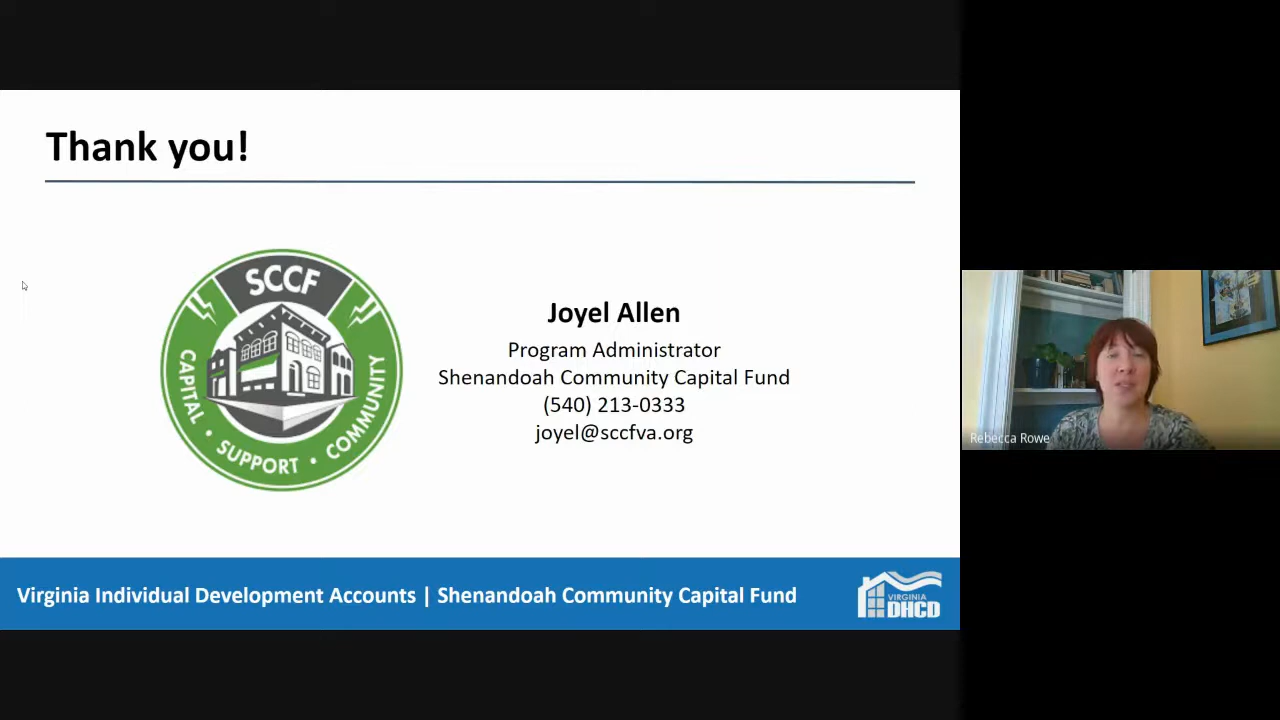 Thank you!
SCCF
CAPITAL • SUPPORT • COMMUNITY
Joyel Allen
Program Administrator
Shenandoah Community Capital Fund
(540) 213-0333
joyel@sccfva.org
Rebecca Rowe
Virginia Individual Development Accounts | Shenandoah Community Capital Fund
VIRGINIA
DHCD